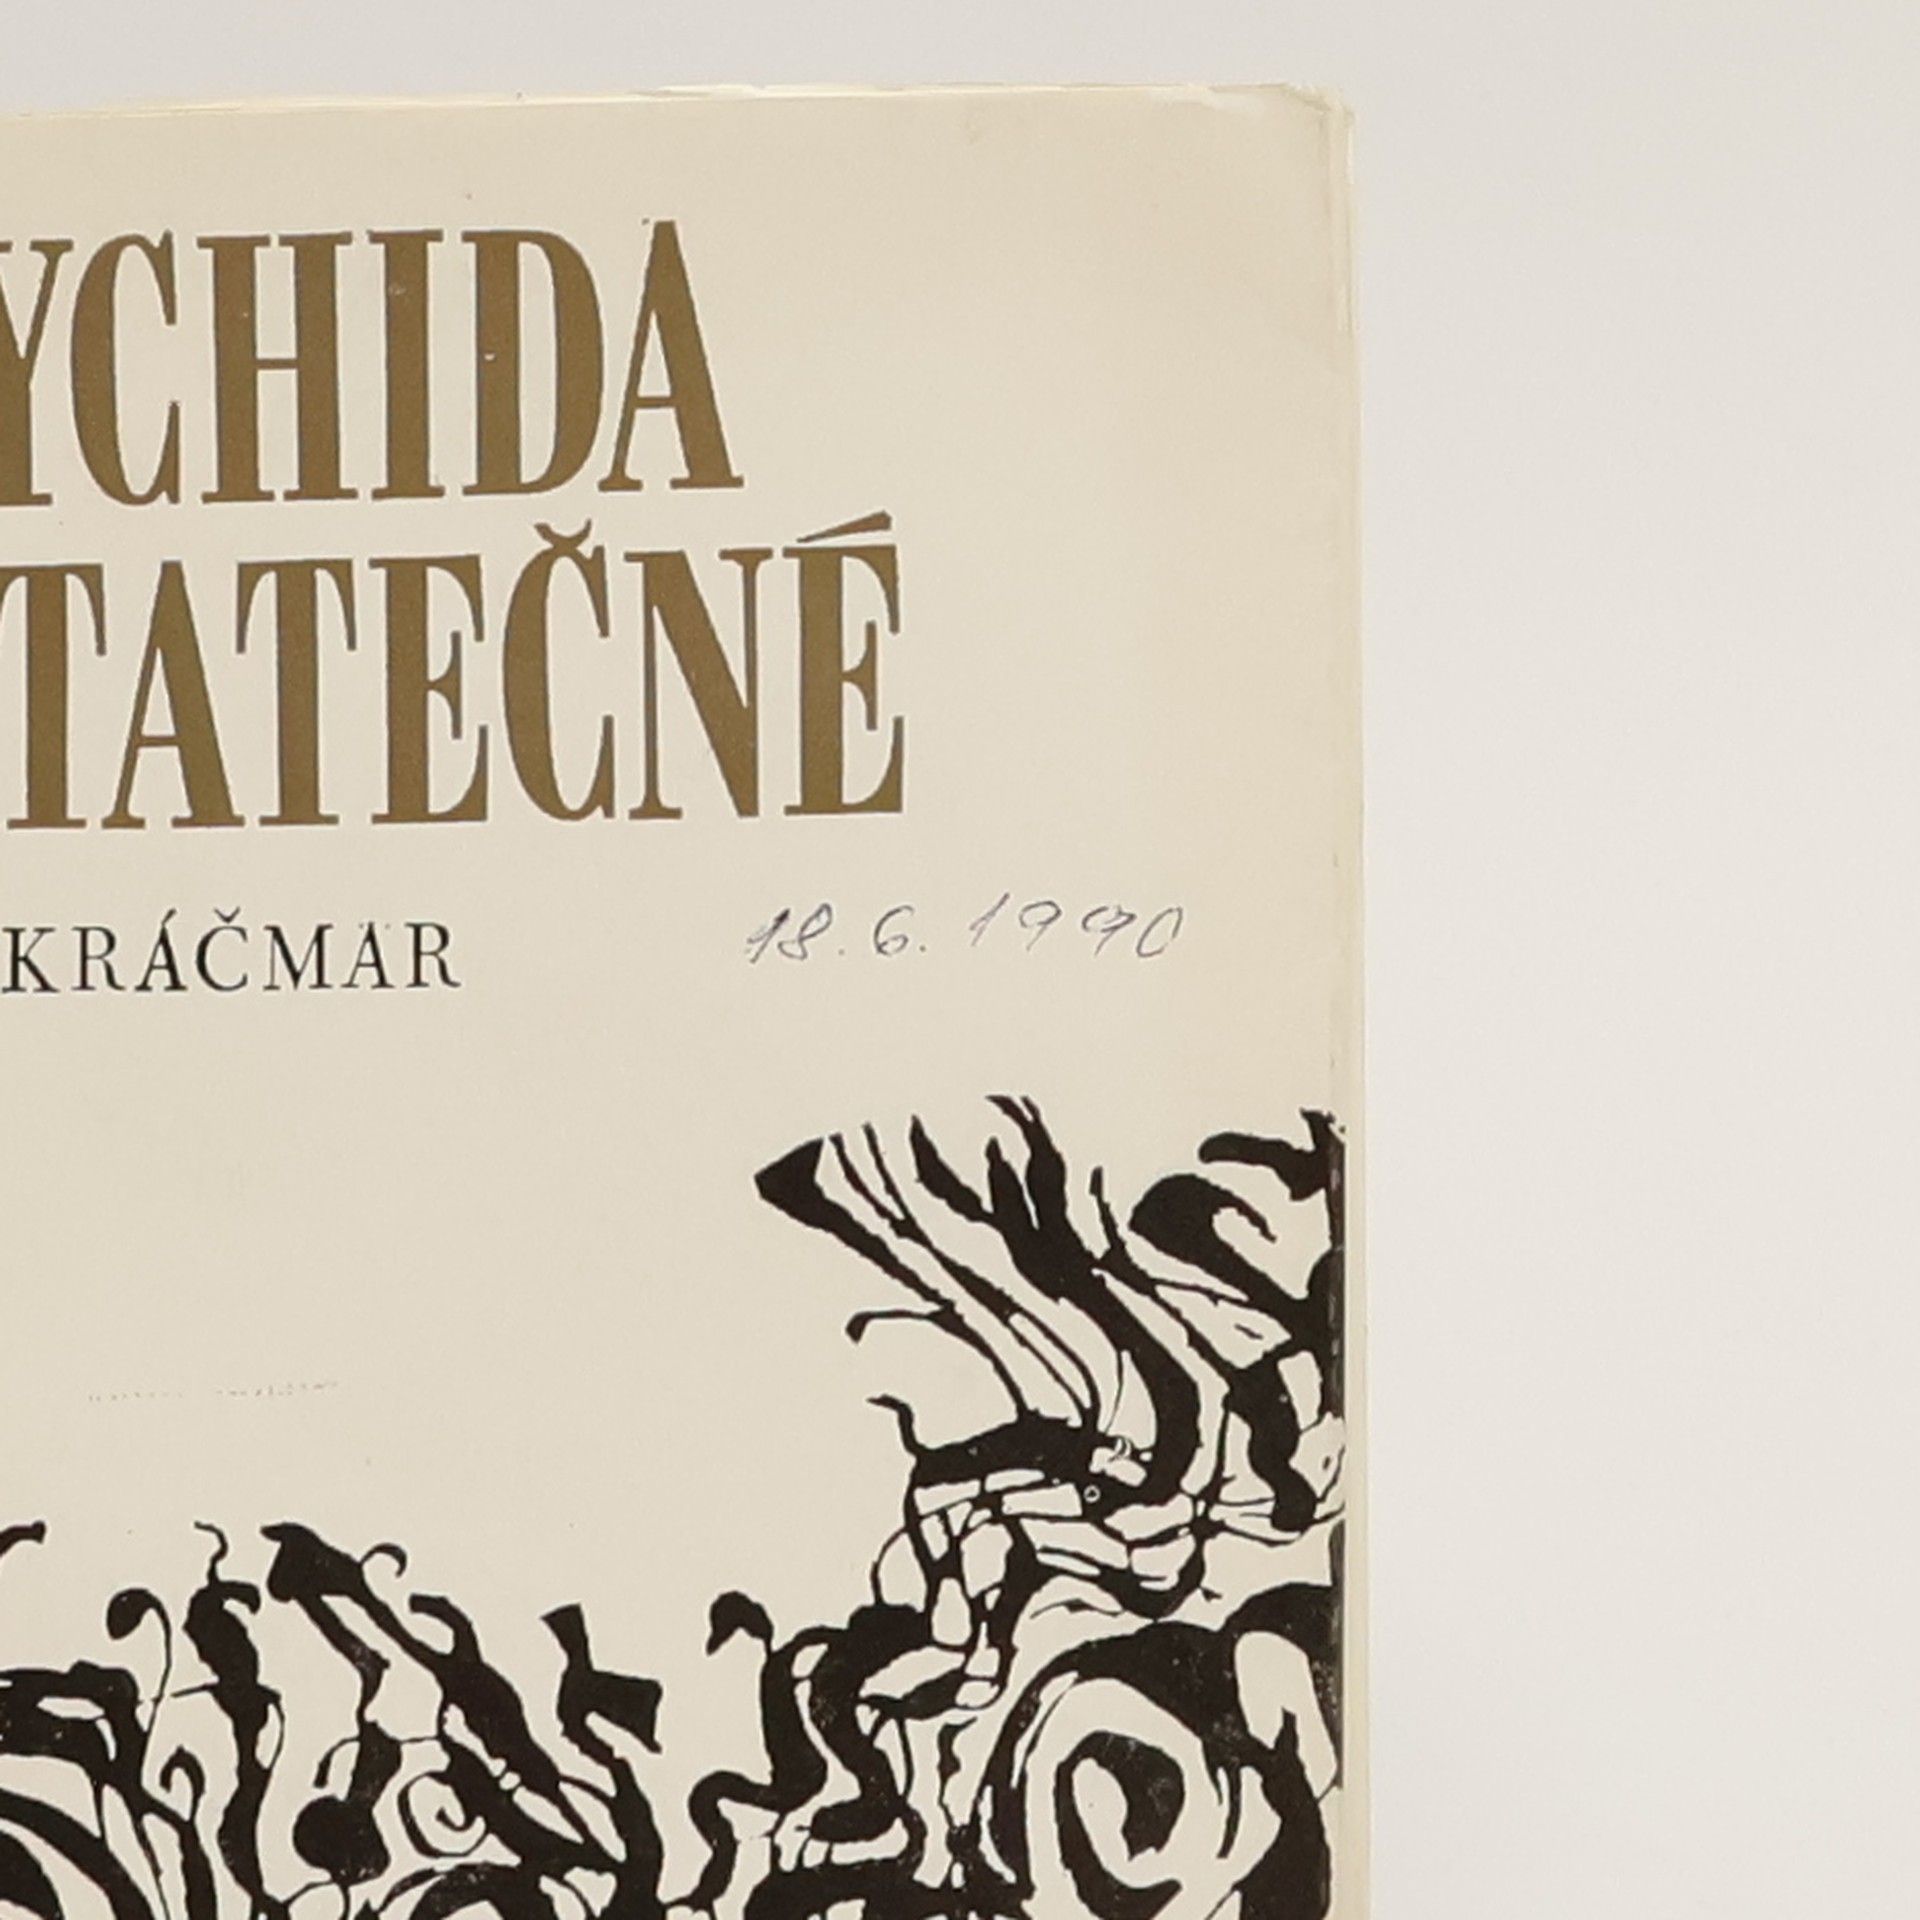 YCHIDA
TATEČNÉ
KRÁČMAR
18.6.1990